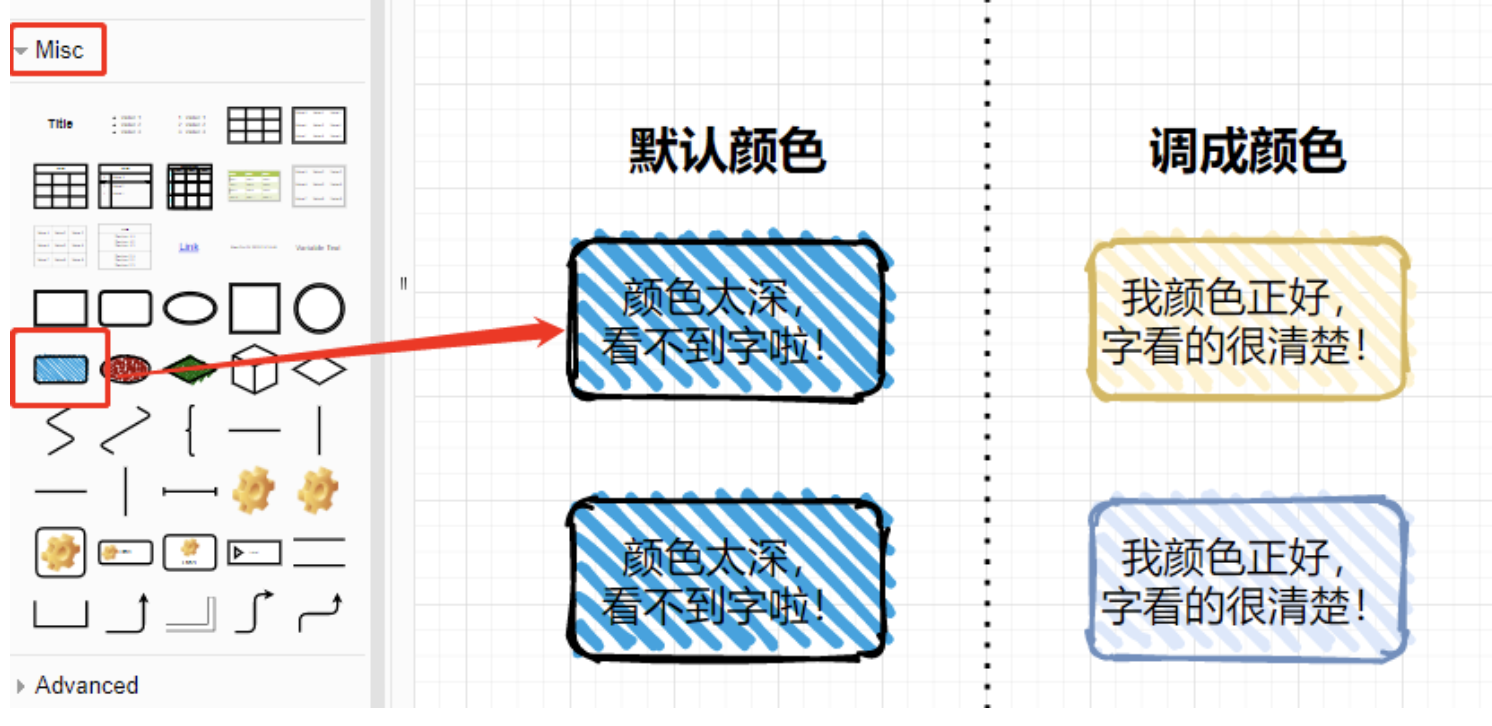 Misc
Title
Link
Variable Text
默认颜色
调成颜色
颜色太深，
看不到字啦！
我颜色正好，
字看的很清楚！
颜色太深，
看不到字啦！
我颜色正好，
字看的很清楚！
Advanced